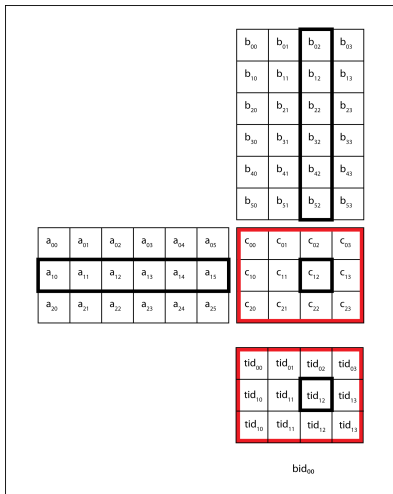 b00 b01 b02 b03
b10 b11 b12 b13
b20 b21 b22 b23
b30 b31 b32 b33
b40 b41 b42 b43
b50 b51 b52 b53
a00 a01 a02 a03 a04 a05
a10 a11 a12 a13 a14 a15
a20 a21 a22 a23 a24 a25
c00 c01 c02 c03
c10 c11 c12 c13
c20 c21 c22 c23
tid00 tid01 tid02 tid03
tid10 tid11 tid12 tid13
tid10 tid11 tid12 tid13
bid00